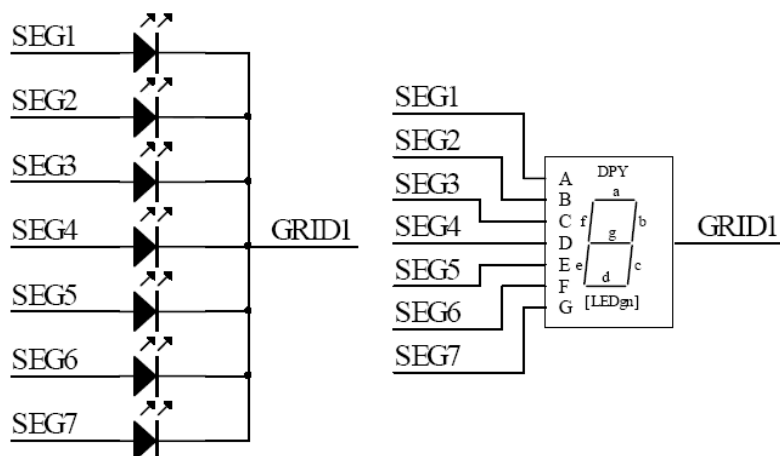 SEG1
SEG2
SEG3
SEG4
SEG5
SEG6
SEG7
GRID1
SEG1
SEG2
SEG3
SEG4
SEG5
SEG6
SEG7
DPY
A
B
C
D
E
F
G
a
f
b
g
e
c
d
[LEDgn]
GRID1